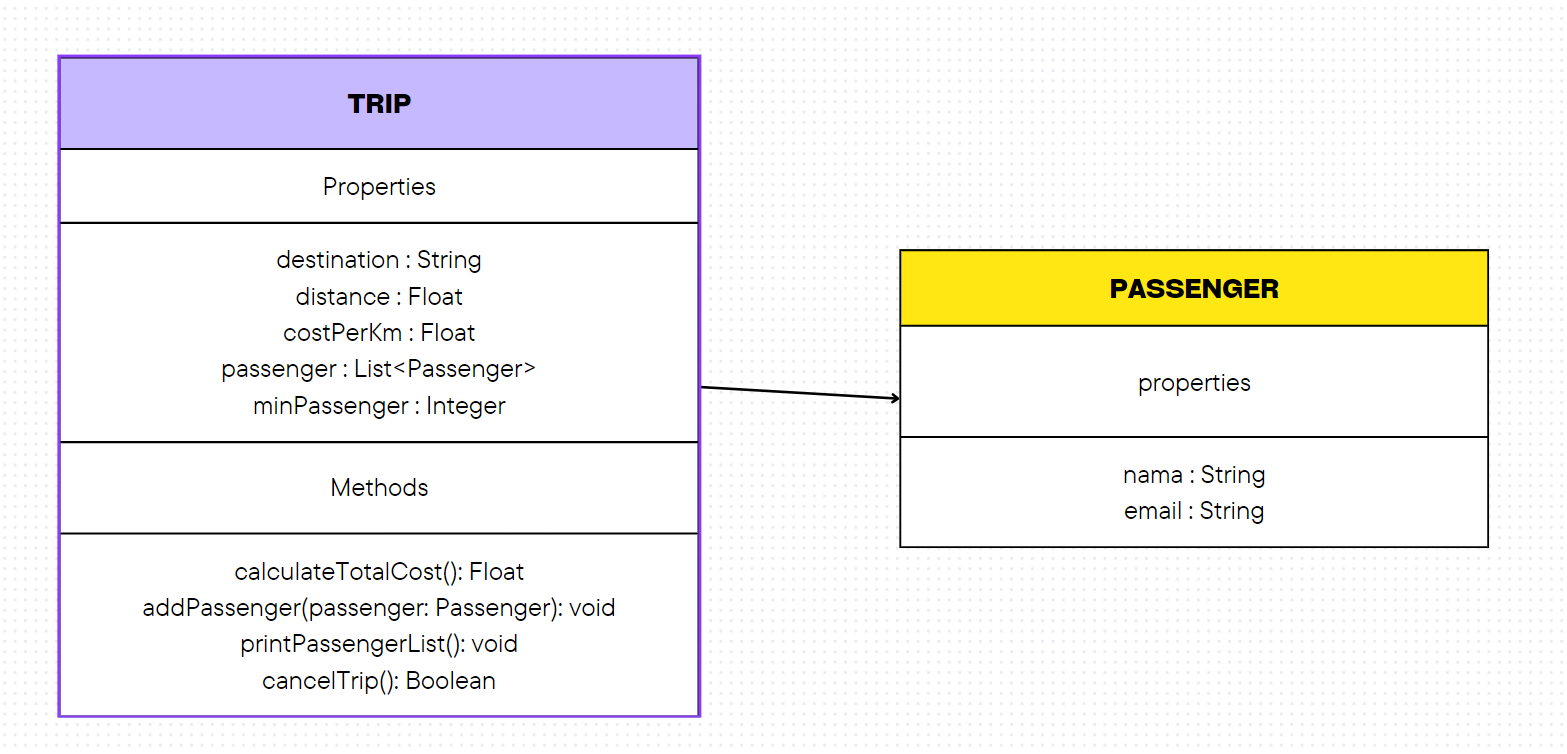 TRIP
Properties
destination : String
distance : Float
costPerKm : Float
passenger : List<Passenger>
minPassenger : Integer
Methods
calculateTotalCost(): Float
addPassenger(passenger: Passenger): void
printPassengerList(): void
cancelTrip(): Boolean
PASSENGER
properties
nama : String
email : String